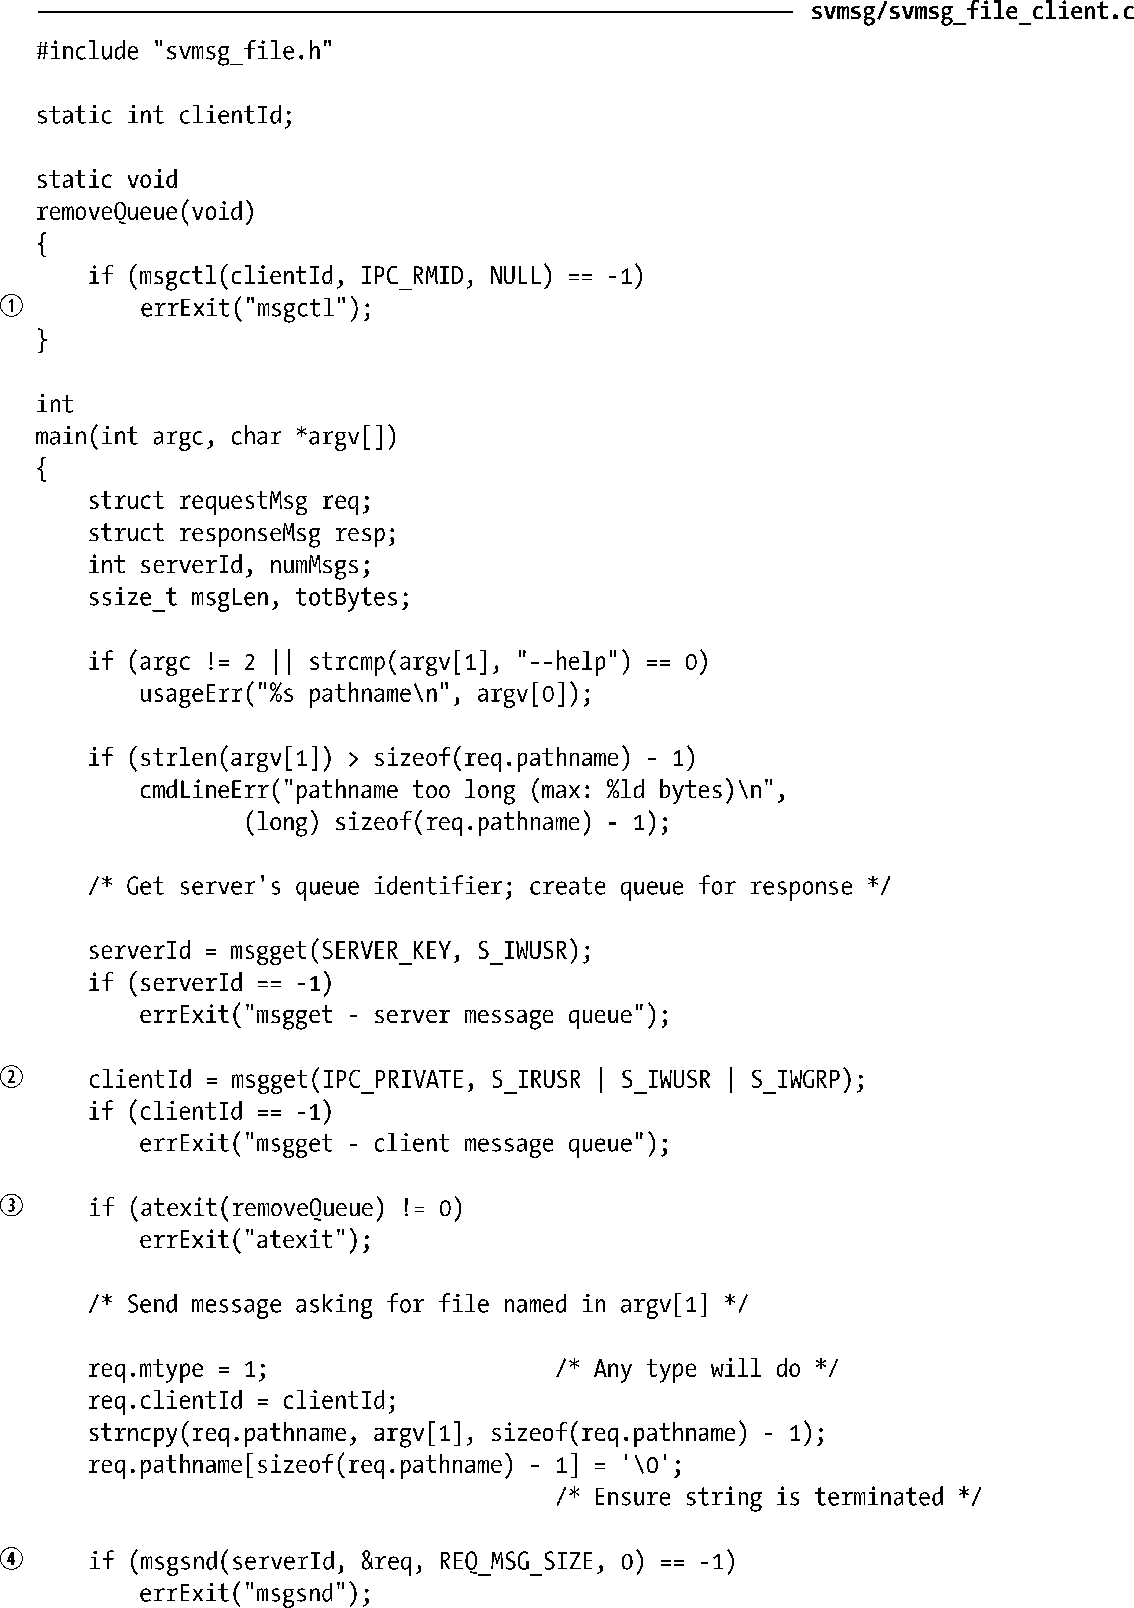 svmsg/svmsg_file_client.c
#include "svmsg_file.h"
static int clientId;
static void
removeQueue(void)
{
    if (msgctl(clientId, IPC_RMID, NULL) == -1)
①        errExit("msgctl");
}
int
main(int argc, char *argv[])
{
    struct requestMsg req;
    struct responseMsg resp;
    int serverId, numMsgs;
    ssize_t msgLen, totBytes;
    if (argc != 2 || strcmp(argv[1], "--help") == 0)
        usageErr("%s pathname\n", argv[0]);
    if (strlen(argv[1]) > sizeof(req.pathname) - 1)
        cmdLineErr("pathname too long (max: %ld bytes)\n",
                (long) sizeof(req.pathname) - 1);
    /* Get server's queue identifier; create queue for response */
    serverId = msgget(SERVER_KEY, S_IWUSR);
    if (serverId == -1)
        errExit("msgget - server message queue");
②    clientId = msgget(IPC_PRIVATE, S_IRUSR | S_IWUSR | S_IWGRP);
    if (clientId == -1)
        errExit("msgget - client message queue");
③    if (atexit(removeQueue) != 0)
        errExit("atexit");
    /* Send message asking for file named in argv[1] */
    req.mtype = 1;                      /* Any type will do */
    req.clientId = clientId;
    strncpy(req.pathname, argv[1], sizeof(req.pathname) - 1);
    req.pathname[sizeof(req.pathname) - 1] = '\0';
                                        /* Ensure string is terminated */
④    if (msgsnd(serverId, &req, REQ_MSG_SIZE, 0) == -1)
        errExit("msgsnd");